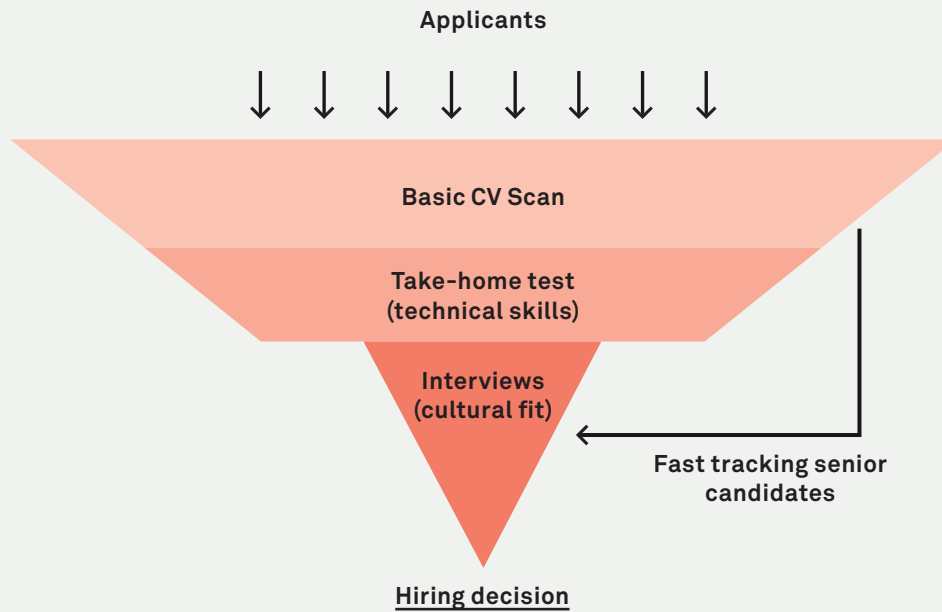 Applicants
Basic CV Scan
Take-home test
(technical skills)
Interviews
(cultural fit)
Fast tracking senior
candidates
Hiring decision